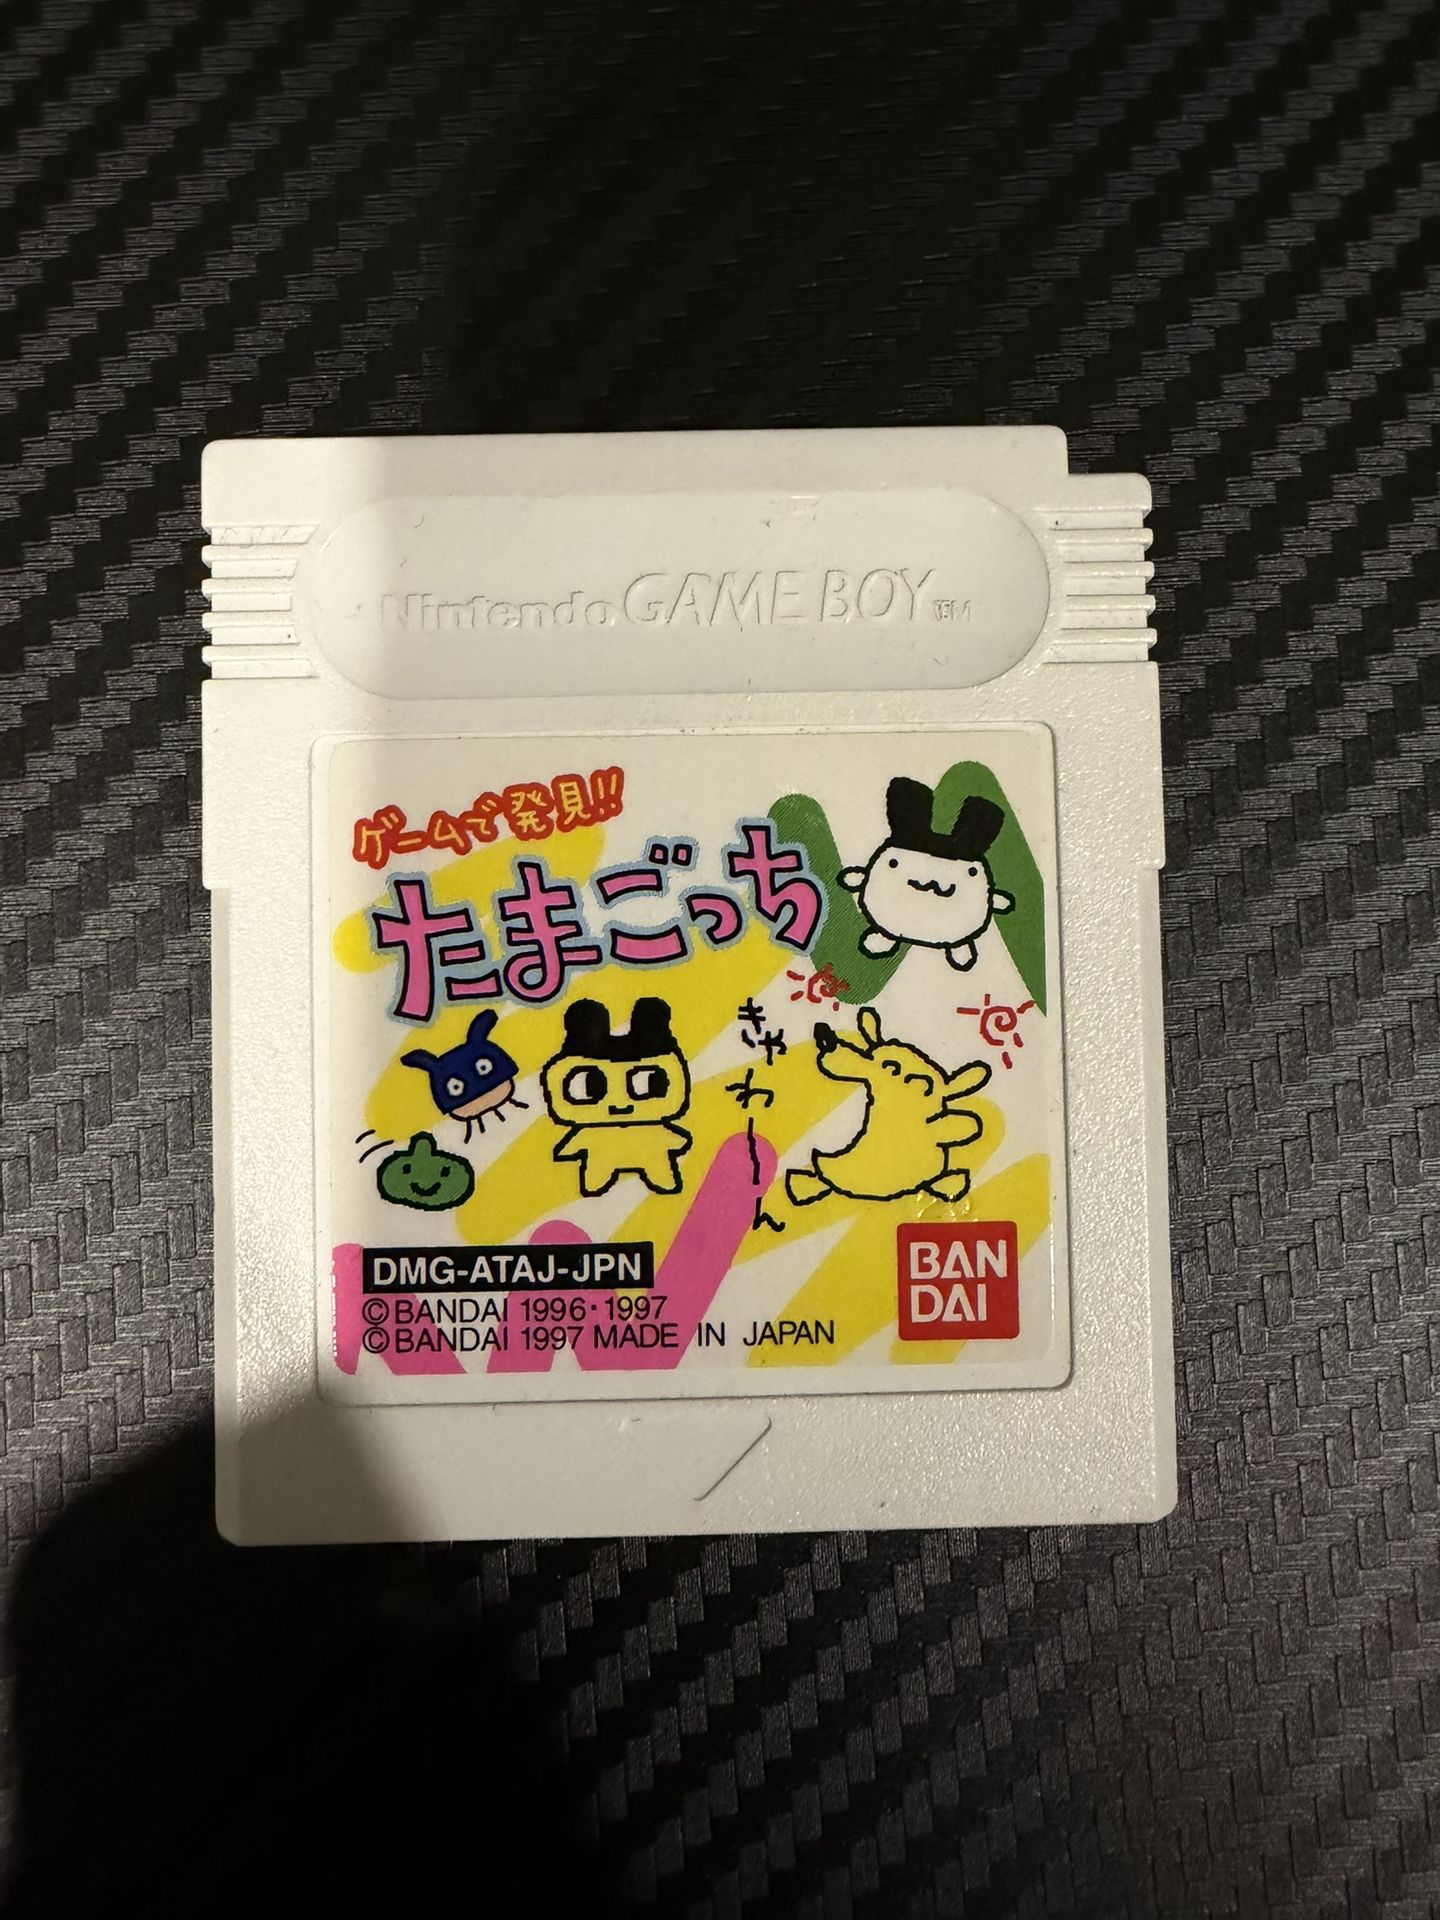 Nintendo GAME BOY TM
ゲームで発見!!
たまごっち
きゃわーん
DMG-ATAJ-JPN
©BANDAI 1996・1997
©BANDAI 1997 MADE IN JAPAN
BAN
DAI